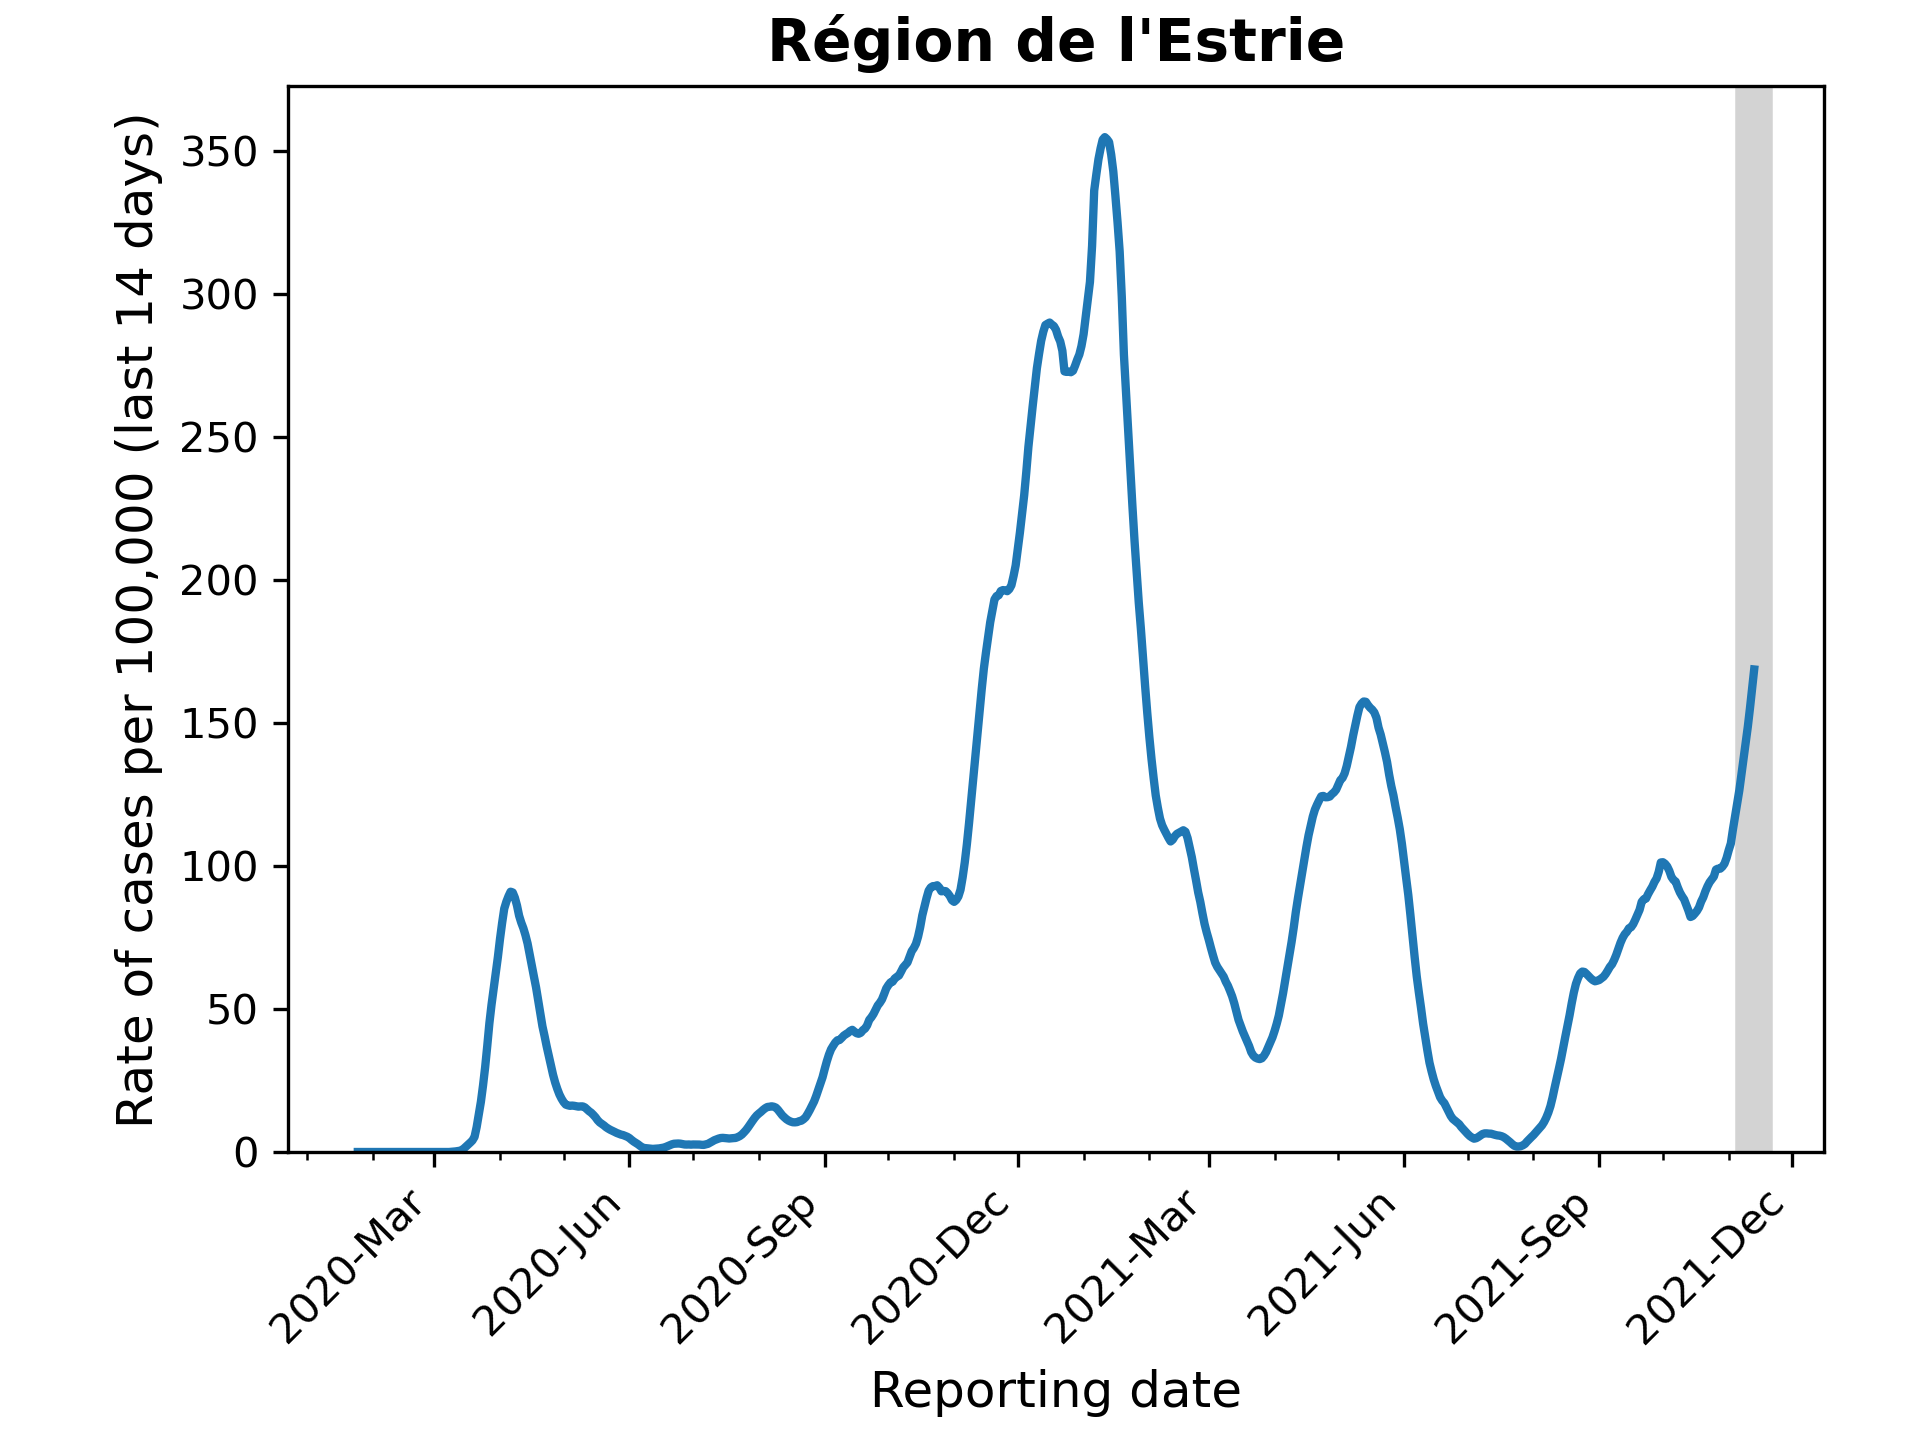 Région de l'Estrie
Rate of cases per 100,000 (last 14 days)
350
300
250
200
150
100
50
0
2020-Mar
2020-Jun
2020-Sep
2020-Dec
2021-Mar
2021-Jun
2021-Sep
2021-Dec
Reporting date